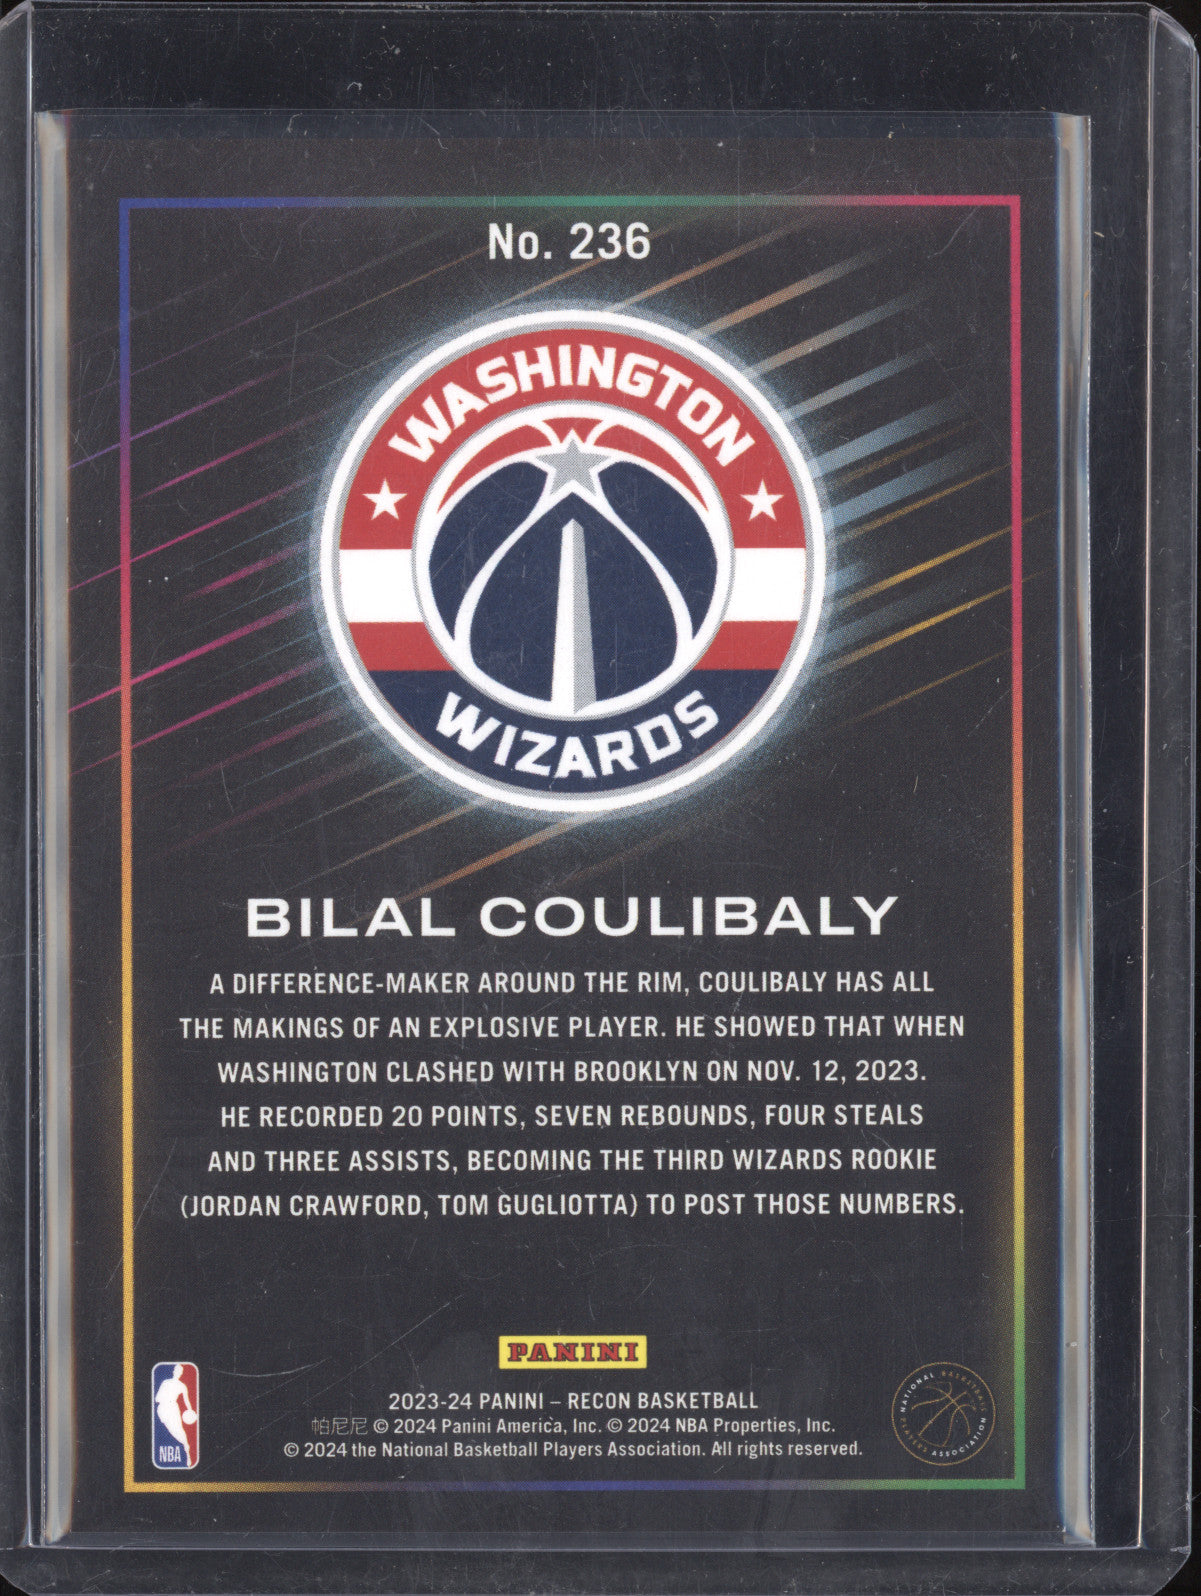 No. 236
WASHINGTON
WIZARDS
BILAL COULIBALY
A DIFFERENCE-MAKER AROUND THE RIM, COULIBALY HAS ALL
THE MAKINGS OF AN EXPLOSIVE PLAYER. HE SHOWED THAT WHEN
WASHINGTON CLASHED WITH BROOKLYN ON NOV. 12, 2023.
HE RECORDED 20 POINTS, SEVEN REBOUNDS, FOUR STEALS
AND THREE ASSISTS, BECOMING THE THIRD WIZARDS ROOKIE
(JORDAN CRAWFORD, TOM GUGLIOTTA) TO POST THOSE NUMBERS.
PANINI
2023-24 PANINI – RECON BASKETBALL
帕尼尼 © 2024 Panini America, Inc. © 2024 NBA Properties, Inc.
© 2024 the National Basketball Players Association. All rights reserved.
NBA
NATIONAL BASKETBALL PLAYERS ASSOCIATION